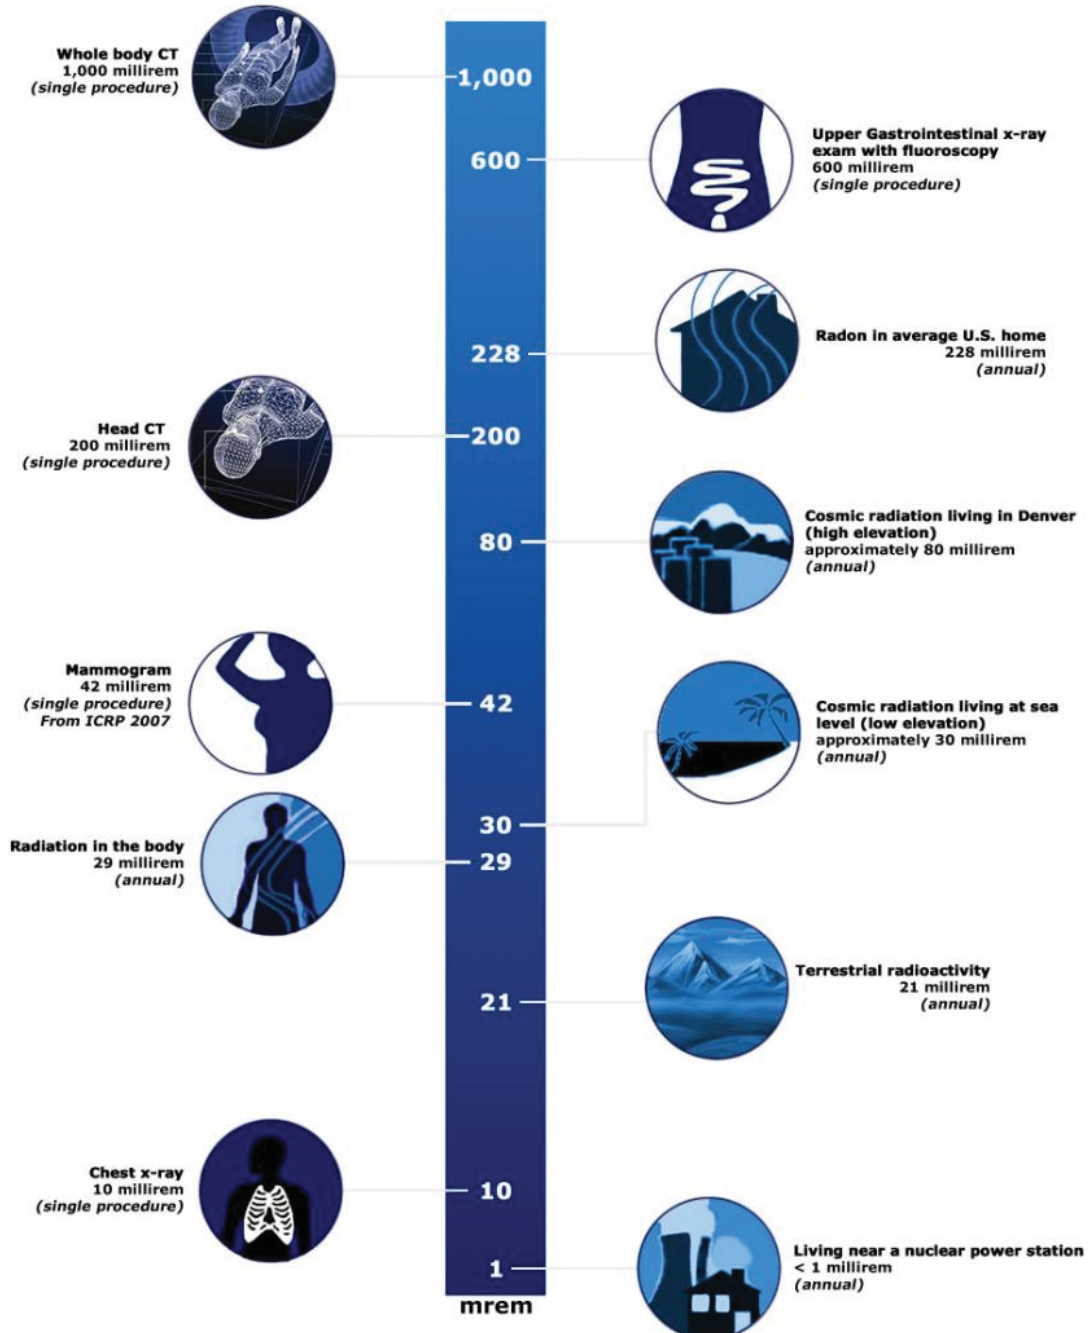 Whole body CT
1,000 millirem
(single procedure)
1,000
Upper Gastrointestinal x-ray
exam with fluoroscopy
600 millirem
(single procedure)
600
Radon in average U.S. home
228 millirem
(annual)
228
Head CT
200 millirem
(single procedure)
200
Cosmic radiation living in Denver
(high elevation)
approximately 80 millirem
(annual)
80
Mammogram
42 millirem
(single procedure)
From ICRP 2007
42
Cosmic radiation living at sea
level (low elevation)
approximately 30 millirem
(annual)
30
Radiation in the body
29 millirem
(annual)
29
Terrestrial radioactivity
21 millirem
(annual)
21
Chest x-ray
10 millirem
(single procedure)
10
Living near a nuclear power station
< 1 millirem
(annual)
1
mrem